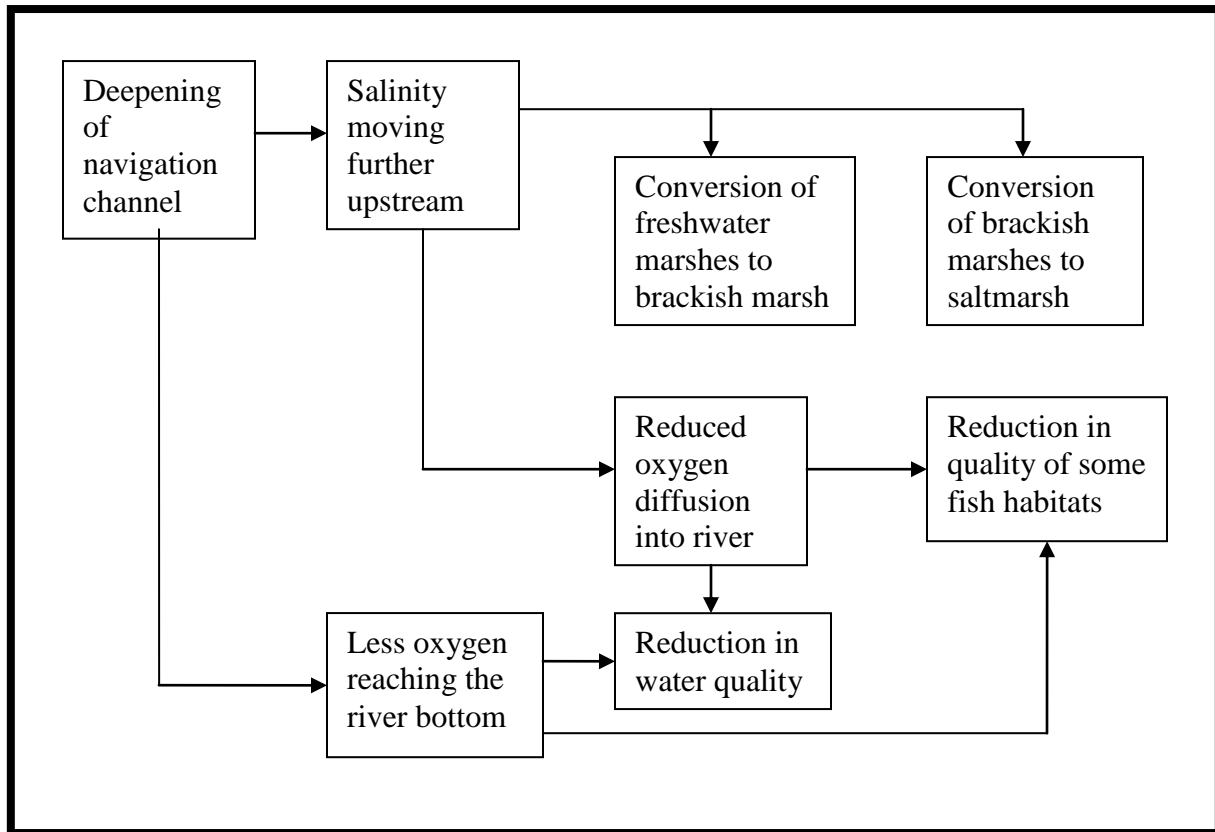 Deepening
of
navigation
channel
Salinity
moving
further
upstream
Conversion of
freshwater
marshes to
brackish marsh
Conversion
of brackish
marshes to
saltmarsh
Reduced
oxygen
diffusion
into river
Reduction in
quality of some
fish habitats
Less oxygen
reaching the
river bottom
Reduction in
water quality